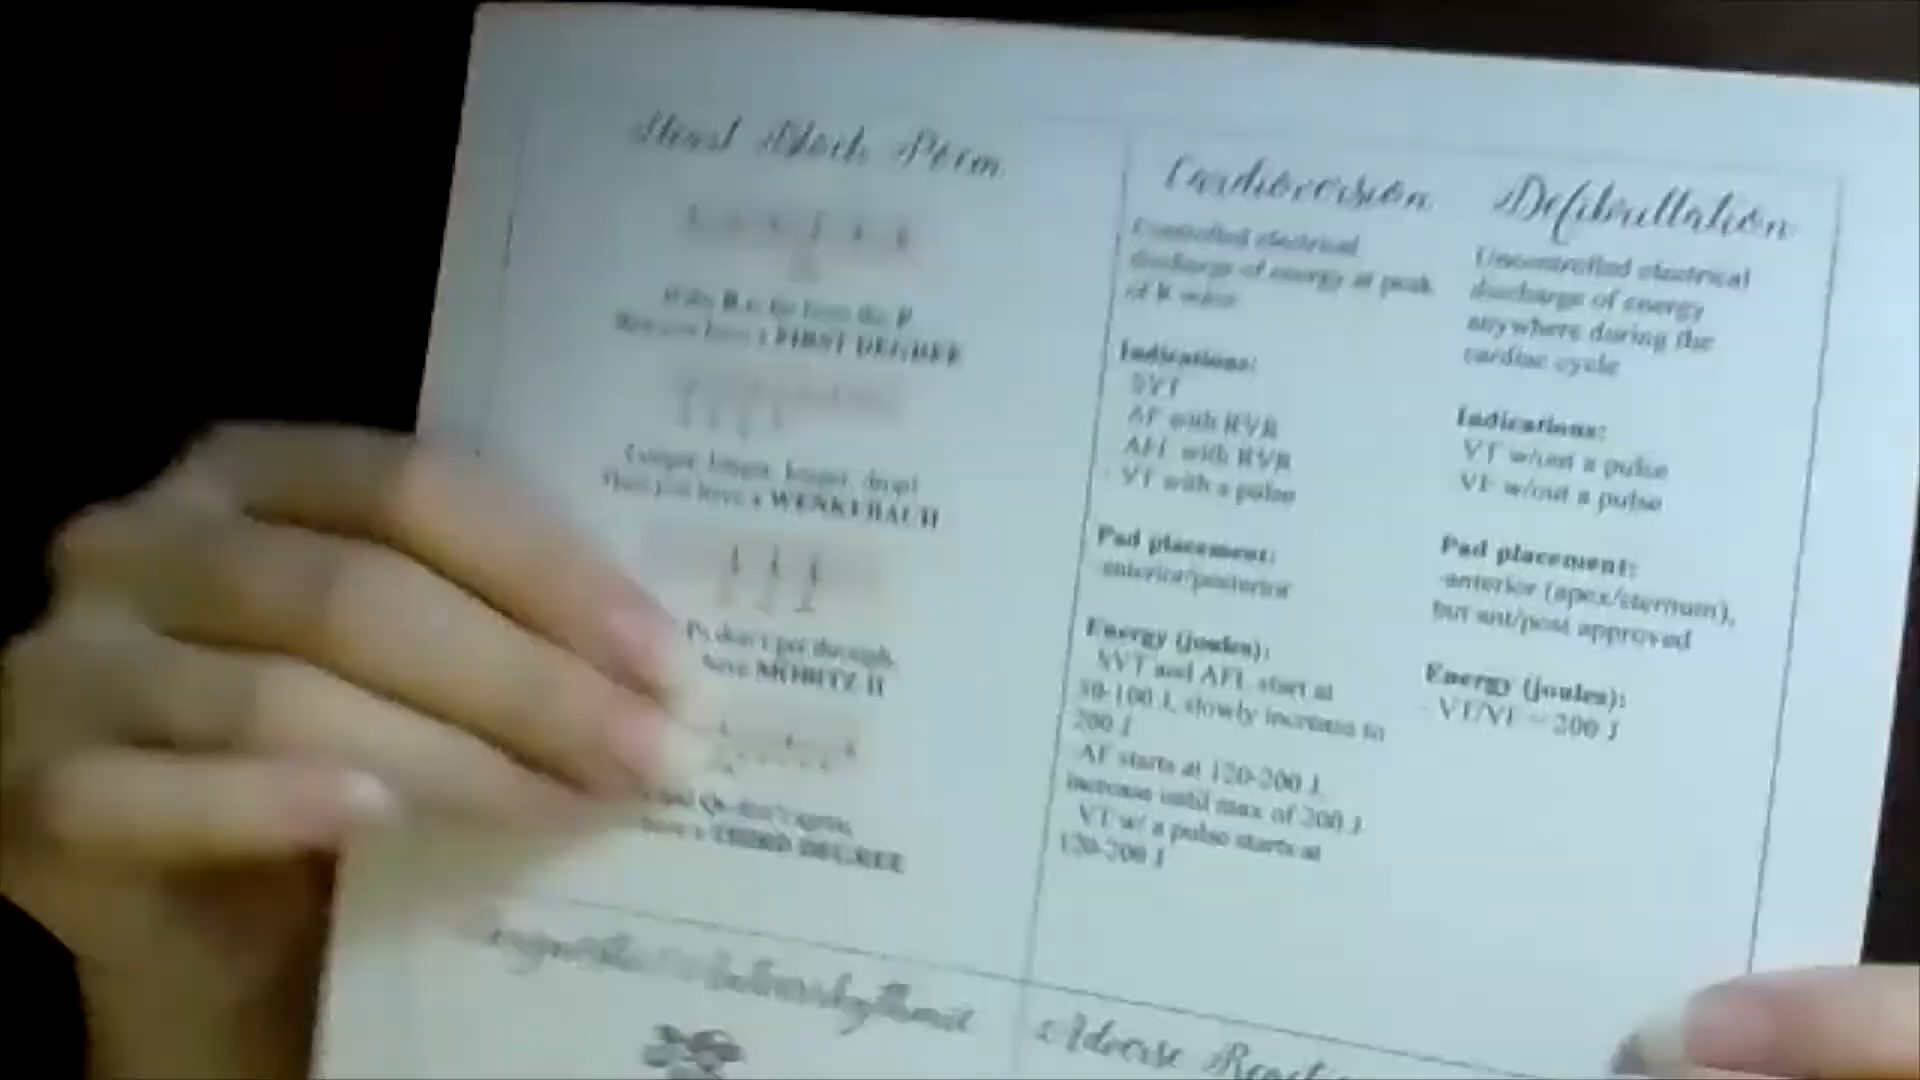 Heart Block Poem
If the R is far from the P
then you have a FIRST DEGREE
Longer, longer, longer, drop!
Then you have a WENKEBACH
Ps don't get through,
have MOBITZ II
and Qs don't agree,
have a THIRD DEGREE
Cardioversion
Controlled electrical
discharge of energy at peak
of R wave
Indications:
SVT
AF with RVR
AFL with RVR
- VT with a pulse
Pad placement:
-anterior/posterior
Energy (joules):
- SVT and AFL start at
50-100 J, slowly increase to
200 J
AF starts at 120-200 J,
increase until max of 200 J
- VT w/ a pulse starts at
120-200 J
Defibrillation
Uncontrolled electrical
discharge of energy
anywhere during the
cardiac cycle
Indications:
VT w/out a pulse
VF w/out a pulse
Pad placement:
-anterior (apex/sternum),
but ant/post approved
Energy (joules):
- VT/VF = 200 J
Antiarrhythmic
Adverse